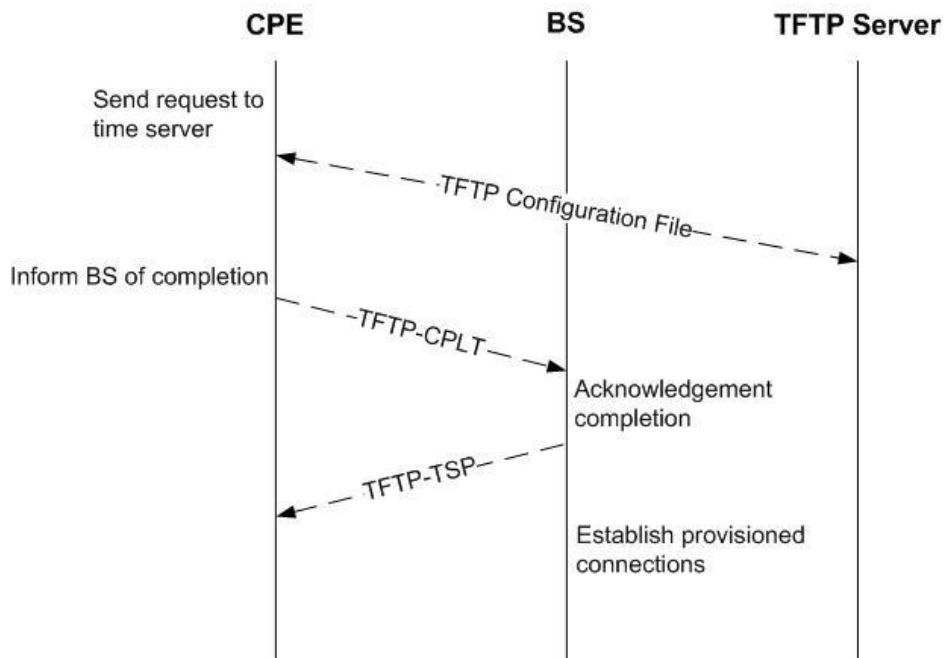 CPE
BS
TFTP Server
Send request to
time server
TFTP Configuration File
Inform BS of completion
TFTP-CPLT
Acknowledgement
completion
TFTP-TSP
Establish provisioned
connections